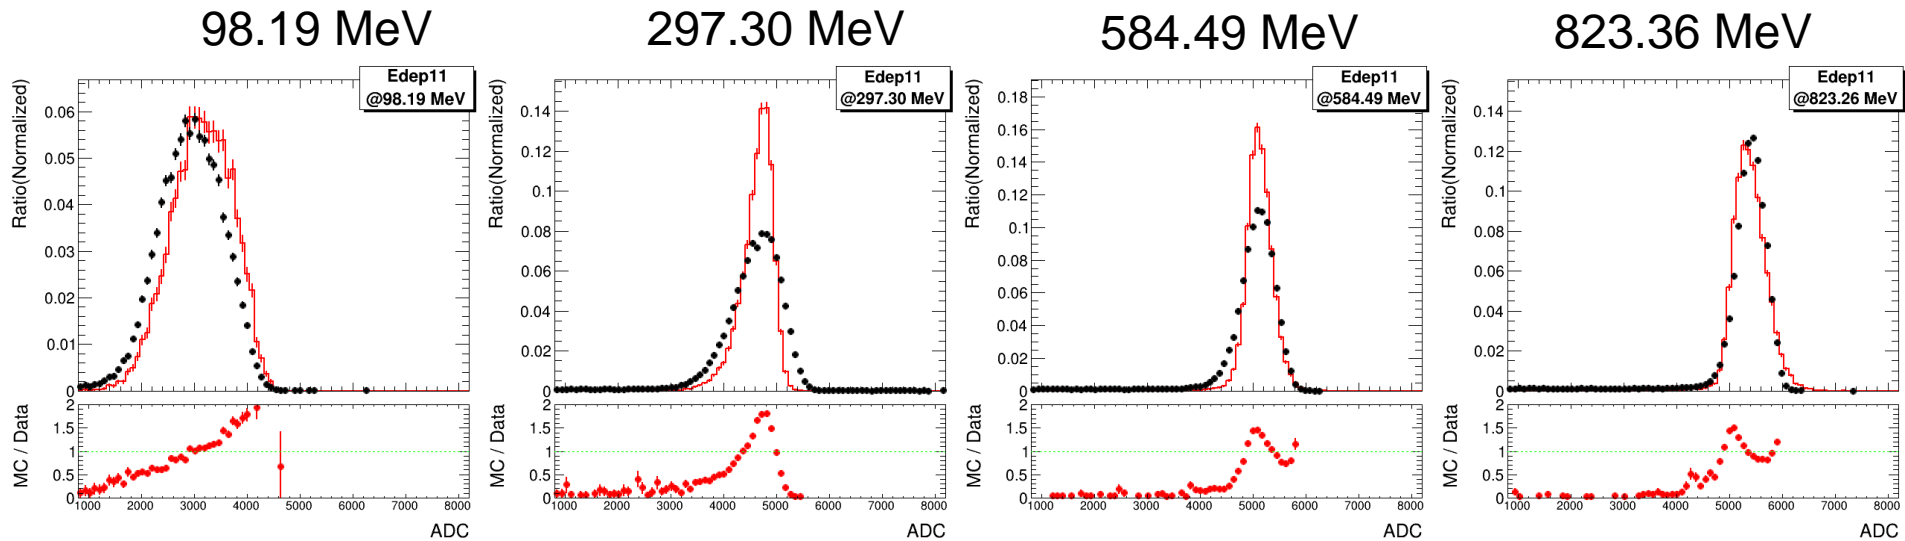 98.19 MeV
297.30 MeV
584.49 MeV
823.36 MeV
Ratio(Normalized)
Edep11
@98.19 MeV
0.06
0.05
0.04
0.03
0.02
0.01
0
MC / Data
2
1.5
1
0.5
0
1000 2000 3000 4000 5000 6000 7000 8000
ADC
Ratio(Normalized)
Edep11
@297.30 MeV
0.14
0.12
0.1
0.08
0.06
0.04
0.02
0
MC / Data
2
1.5
1
0.5
0
1000 2000 3000 4000 5000 6000 7000 8000
ADC
Ratio(Normalized)
Edep11
@584.49 MeV
0.18
0.16
0.14
0.12
0.1
0.08
0.06
0.04
0.02
0
MC / Data
2
1.5
1
0.5
0
1000 2000 3000 4000 5000 6000 7000 8000
ADC
Ratio(Normalized)
Edep11
@823.26 MeV
0.14
0.12
0.1
0.08
0.06
0.04
0.02
0
MC / Data
2
1.5
1
0.5
0
1000 2000 3000 4000 5000 6000 7000 8000
ADC